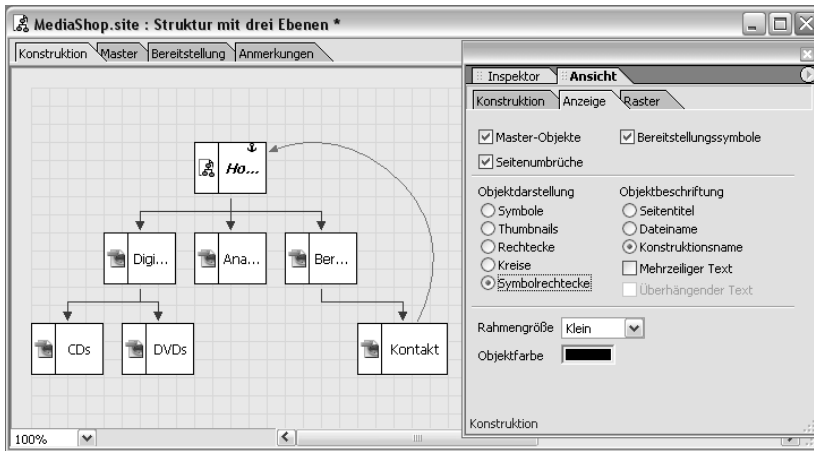 MediaShop.site : Struktur mit drei Ebenen *
Konstruktion Master Bereitstellung Anmerkungen
Ho...
Digi... Ana... Ber...
CDs DVDs Kontakt
100%
Inspektor Ansicht
Konstruktion Anzeige Raster
Master-Objekte Bereitstellungssymbole
Seitenumbrüche
Objektdarstellung Objektbeschriftung
Symbole Seitentitel
Thumbnails Dateiname
Rechtecke Konstruktionsname
Kreise Mehrzeiliger Text
Symbolrechtecke Überhängender Text
Rahmengröße Klein
Objektfarbe
Konstruktion